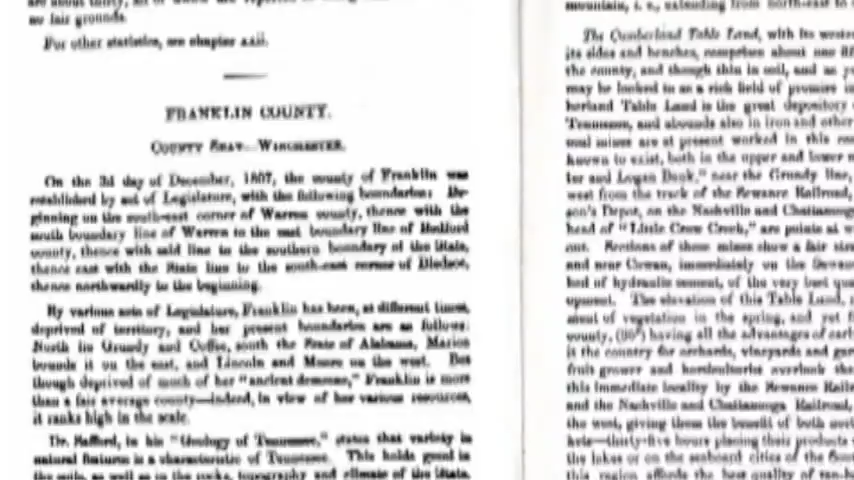 no fair grounds.
For other statistics, see chapter xxii.
FRANKLIN COUNTY.
COUNTY SEAT—WINCHESTER.
On the 3d day of December, 1807, the county of Franklin was
established by act of Legislature, with the following boundaries: Be-
ginning on the south-east corner of Warren county, thence with the
south boundary line of Warren to the east boundary line of Bedford
county, thence with said line to the southern boundary of the State,
thence east with the State line to the south-east corner of Bledsoe,
thence northwardly to the beginning.
By various acts of Legislature, Franklin has been, at different times,
deprived of territory, and her present boundaries are as follows:
North lie Grundy and Coffee, south the State of Alabama, Marion
bounds it on the east, and Lincoln and Moore on the west. But
though deprived of much of her "ancient demesne," Franklin is more
than a fair average county—indeed, in view of her various resources,
it ranks high in the scale.
Dr. Safford, in his "Geology of Tennessee," states that variety in
natural features is a characteristic of Tennessee. This holds good in
the soils, as well as in the rocks, topography and climate of the State.
mountain, i. e., extending from north-east to
The Cumberland Table Land, with its
its sides and benches, comprises about one
the county, and though thin in soil, and as
may be looked to as a rich field of promise
berland Table Land is the great depository
Tennessee, and abounds also in iron and other
coal mines are at present worked in this
known to exist, both in the upper and lower
near the Grundy line,
west from the track of the Sewanee Railroad,
son's Depot, on the Nashville and
head of "Little Crow Creek," are points at
out. Sections of these mines show a fair
and near Cowan, immediately on the
bed of hydraulic cement, of the very best
The elevation of this Table Land,
of vegetation in the spring, and yet
county, having all the advantages of
is the country for orchards, vineyards and
fruit grower and horticulturist overlook
this immediate locality by the Sewanee
and the Nashville and Chattanooga Railroad,
the west, giving them the benefit of both
kets—thirty-five hours placing their products
the lakes or on the seaboard cities of the
this region affords the best quality of